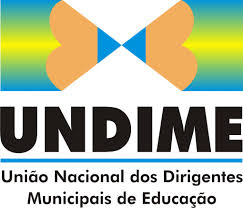 UNDIME
União Nacional dos Dirigentes
Municipais de Educação